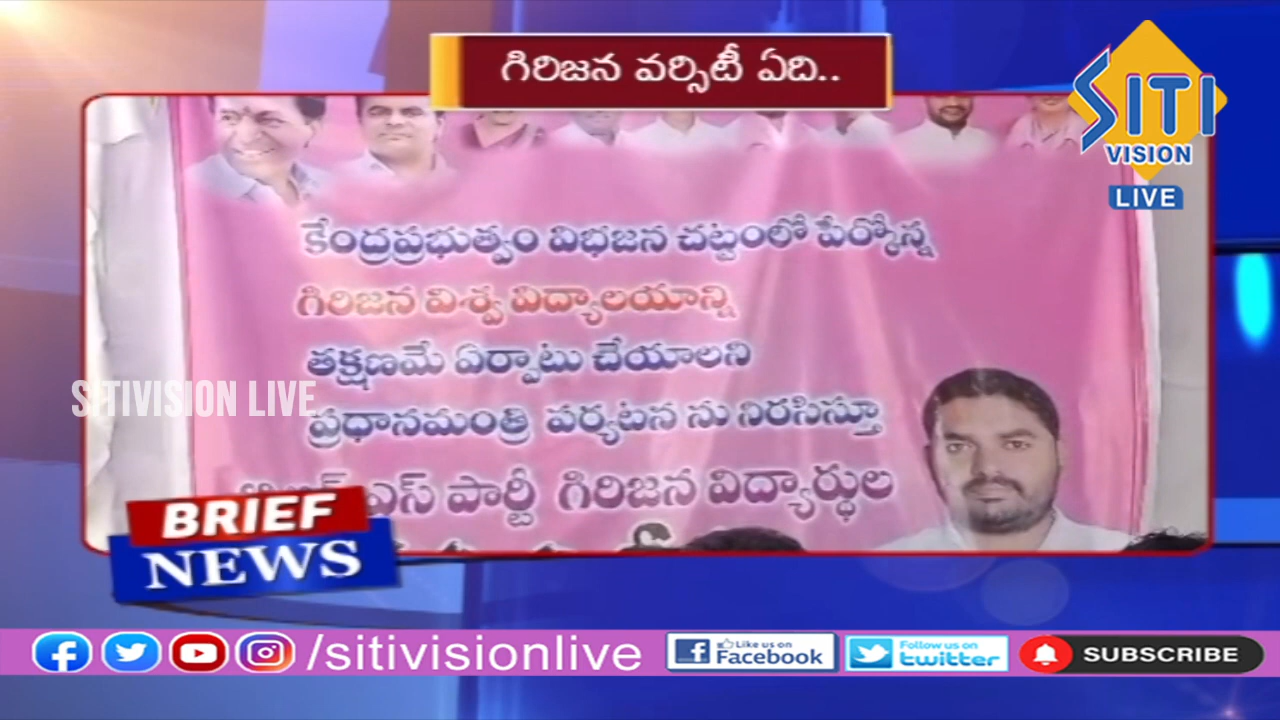 గిరిజన వర్సిటీ ఏది..
SITI
VISION
LIVE
కేంద్రప్రభుత్వం విభజన చట్టంలో పేర్కోన్న
గిరిజన విశ్వ విద్యాలయాన్ని
తక్షణమే ఏర్పాటు చేయాలని
SITIVISION LIVE
ప్రధానమంత్రి పర్యటన ను నిరసిస్తూ
ఎస్ పార్టీ గిరిజన విద్యార్థుల
BRIEF
NEWS
/sitivisionlive
Like us on
Facebook
Follow us on
twitter
SUBSCRIBE